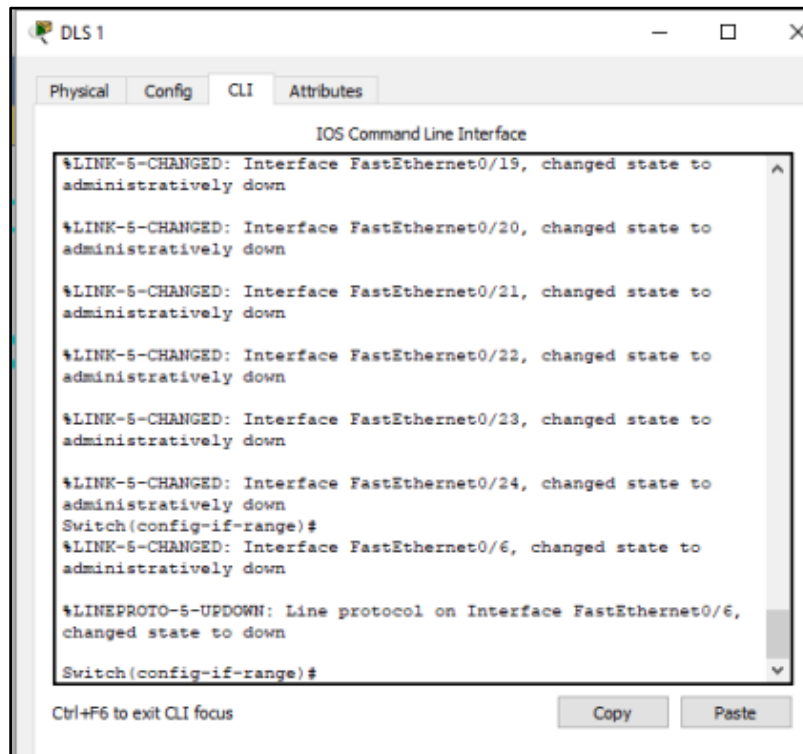 DLS 1
Physical Config CLI Attributes
IOS Command Line Interface
%LINK-5-CHANGED: Interface FastEthernet0/19, changed state to
administratively down
%LINK-5-CHANGED: Interface FastEthernet0/20, changed state to
administratively down
%LINK-5-CHANGED: Interface FastEthernet0/21, changed state to
administratively down
%LINK-5-CHANGED: Interface FastEthernet0/22, changed state to
administratively down
%LINK-5-CHANGED: Interface FastEthernet0/23, changed state to
administratively down
%LINK-5-CHANGED: Interface FastEthernet0/24, changed state to
administratively down
Switch(config-if-range)#
%LINK-5-CHANGED: Interface FastEthernet0/6, changed state to
administratively down
%LINEPROTO-5-UPDOWN: Line protocol on Interface FastEthernet0/6,
changed state to down
Switch(config-if-range)#
Ctrl+F6 to exit CLI focus
Copy Paste